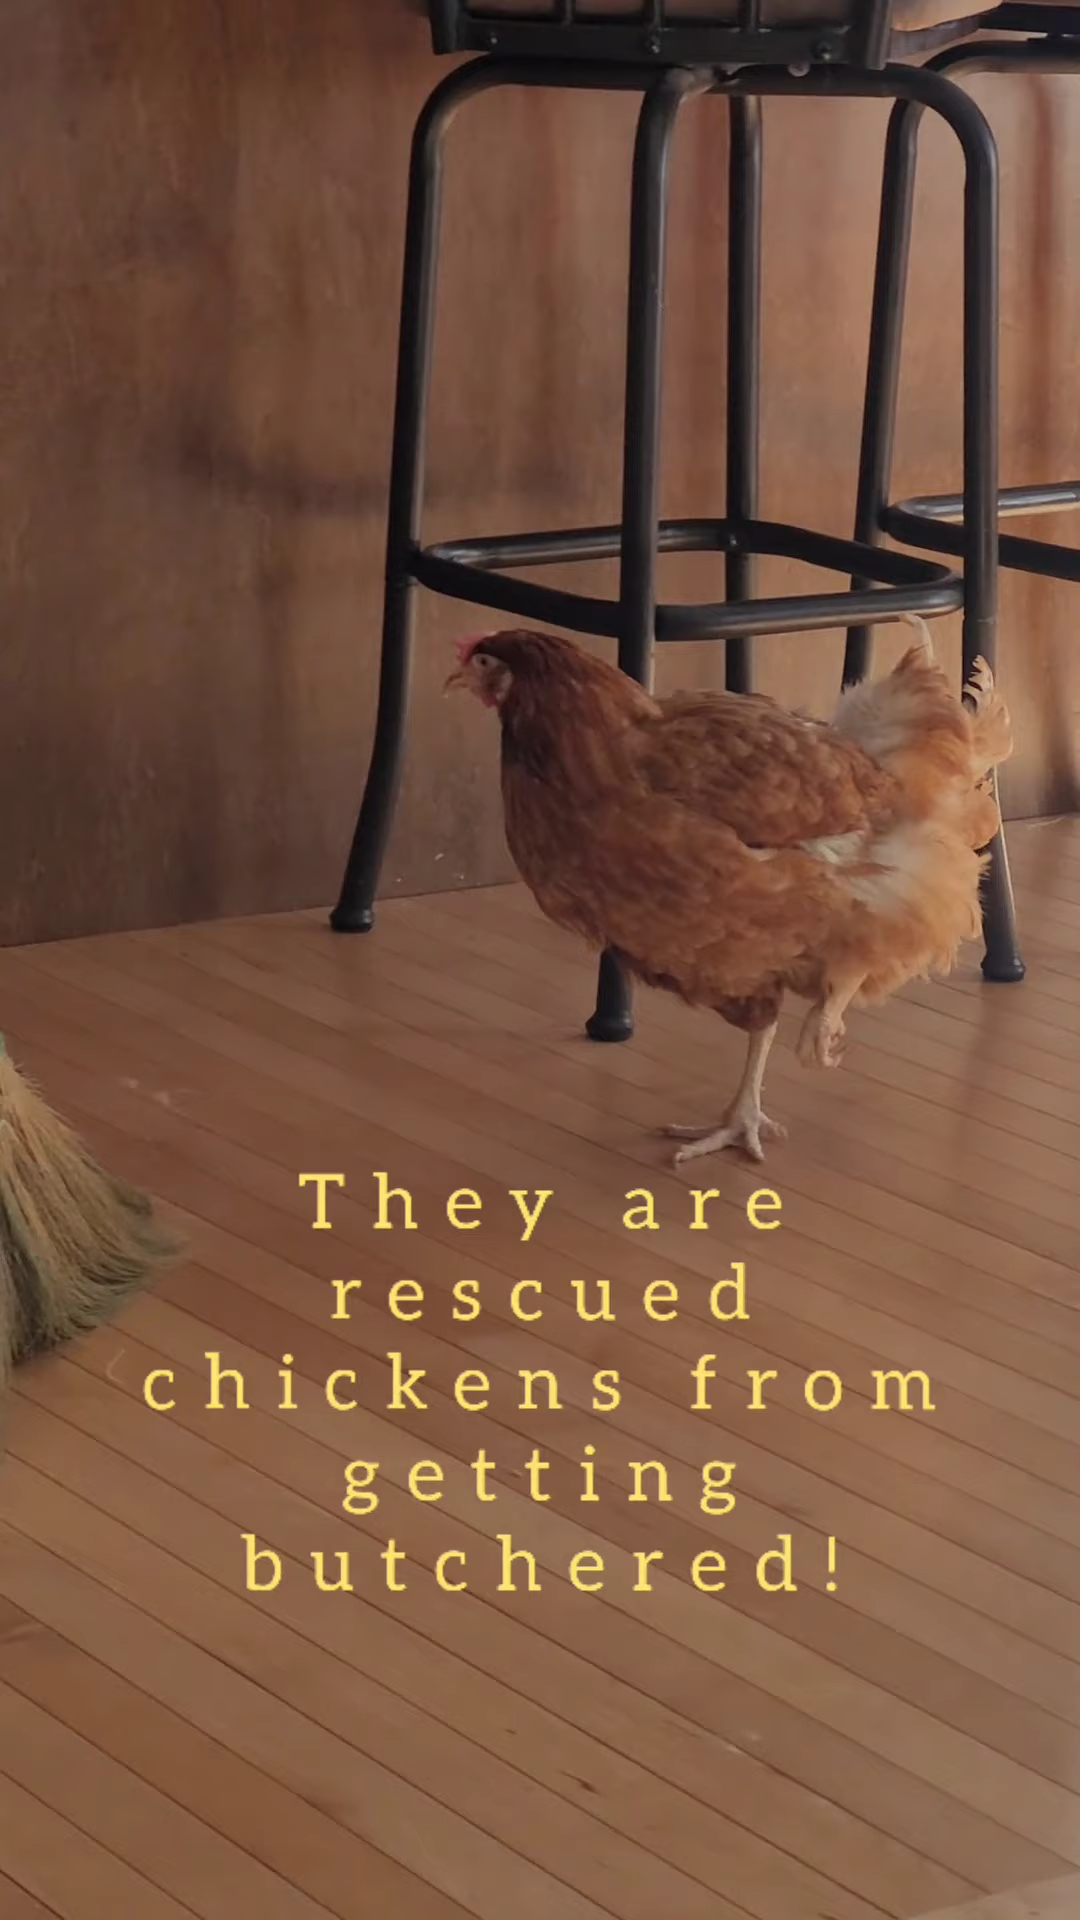 They are
rescued
chickens from
getting
butchered!